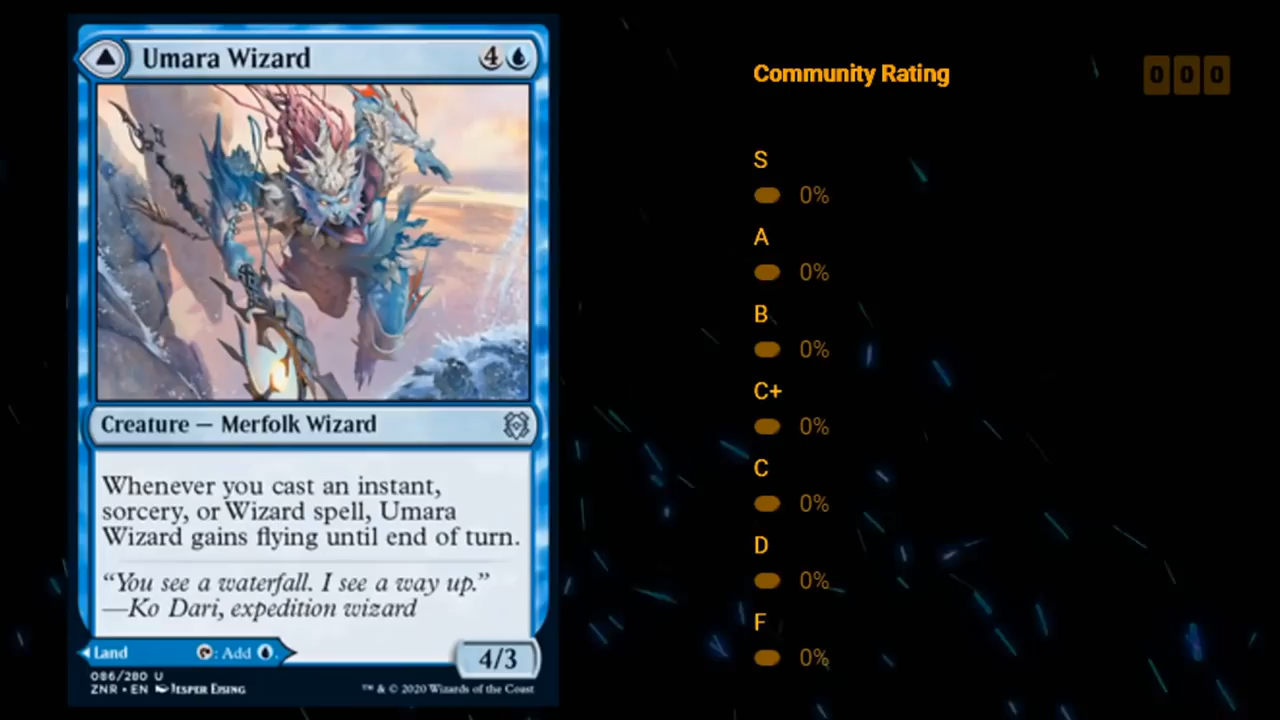 Umara Wizard 4
Community Rating 000
S
0%
A
0%
B
0%
C+
0%
C
0%
D
0%
F
0%
Creature — Merfolk Wizard
Whenever you cast an instant,
sorcery, or Wizard spell, Umara
Wizard gains flying until end of turn.
“You see a waterfall. I see a way up.”
—Ko Dari, expedition wizard
Land : Add .
4/3
086/280 U
ZNR • EN JESPER EJSING
™ & © 2020 Wizards of the Coast